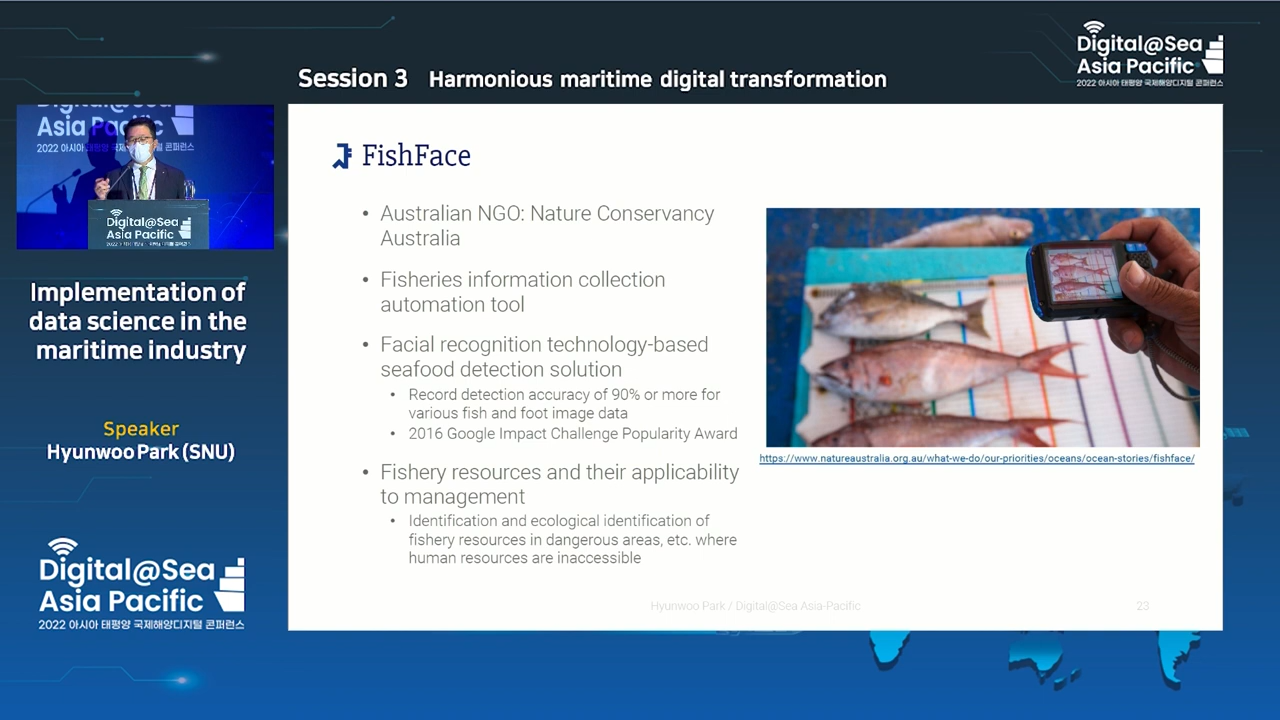 Session 3 Harmonious maritime digital transformation
Digital@Sea
Asia Pacific
2022 아시아 태평양 국제해양디지털 콘퍼런스
Digital@Sea
Asia Pacific
2022 아시아 태평양 국제해양디지털 콘퍼런스
Digital@Sea
Asia Pacific
Implementation of
data science in the
maritime industry
Speaker
Hyunwoo Park (SNU)
Digital@Sea
Asia Pacific
2022 아시아 태평양 국제해양디지털 콘퍼런스
FishFace
• Australian NGO: Nature Conservancy
Australia
• Fisheries information collection
automation tool
• Facial recognition technology-based
seafood detection solution
• Record detection accuracy of 90% or more for
various fish and foot image data
• 2016 Google Impact Challenge Popularity Award
• Fishery resources and their applicability
to management
• Identification and ecological identification of
fishery resources in dangerous areas, etc. where
human resources are inaccessible
https://www.natureaustralia.org.au/what-we-do/our-priorities/oceans/ocean-stories/fishface/
Hyunwoo Park / Digital@Sea Asia-Pacific
23